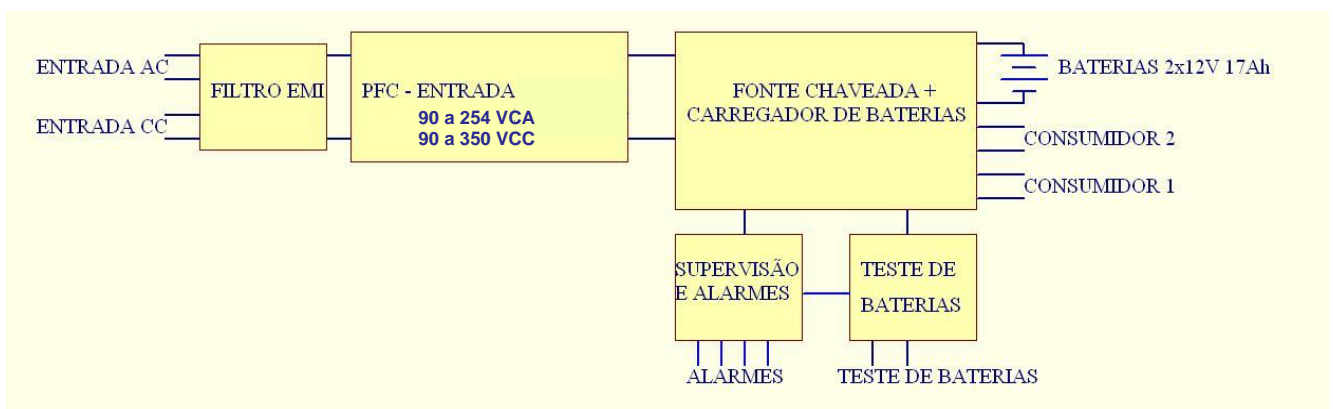 ENTRADA AC
ENTRADA CC
FILTRO EMI
PFC - ENTRADA
90 a 254 VCA
90 a 350 VCC
FONTE CHAVEADA +
CARREGADOR DE BATERIAS
BATERIAS 2x12V 17Ah
CONSUMIDOR 2
CONSUMIDOR 1
SUPERVISÃO
E ALARMES
TESTE DE
BATERIAS
ALARMES
TESTE DE BATERIAS